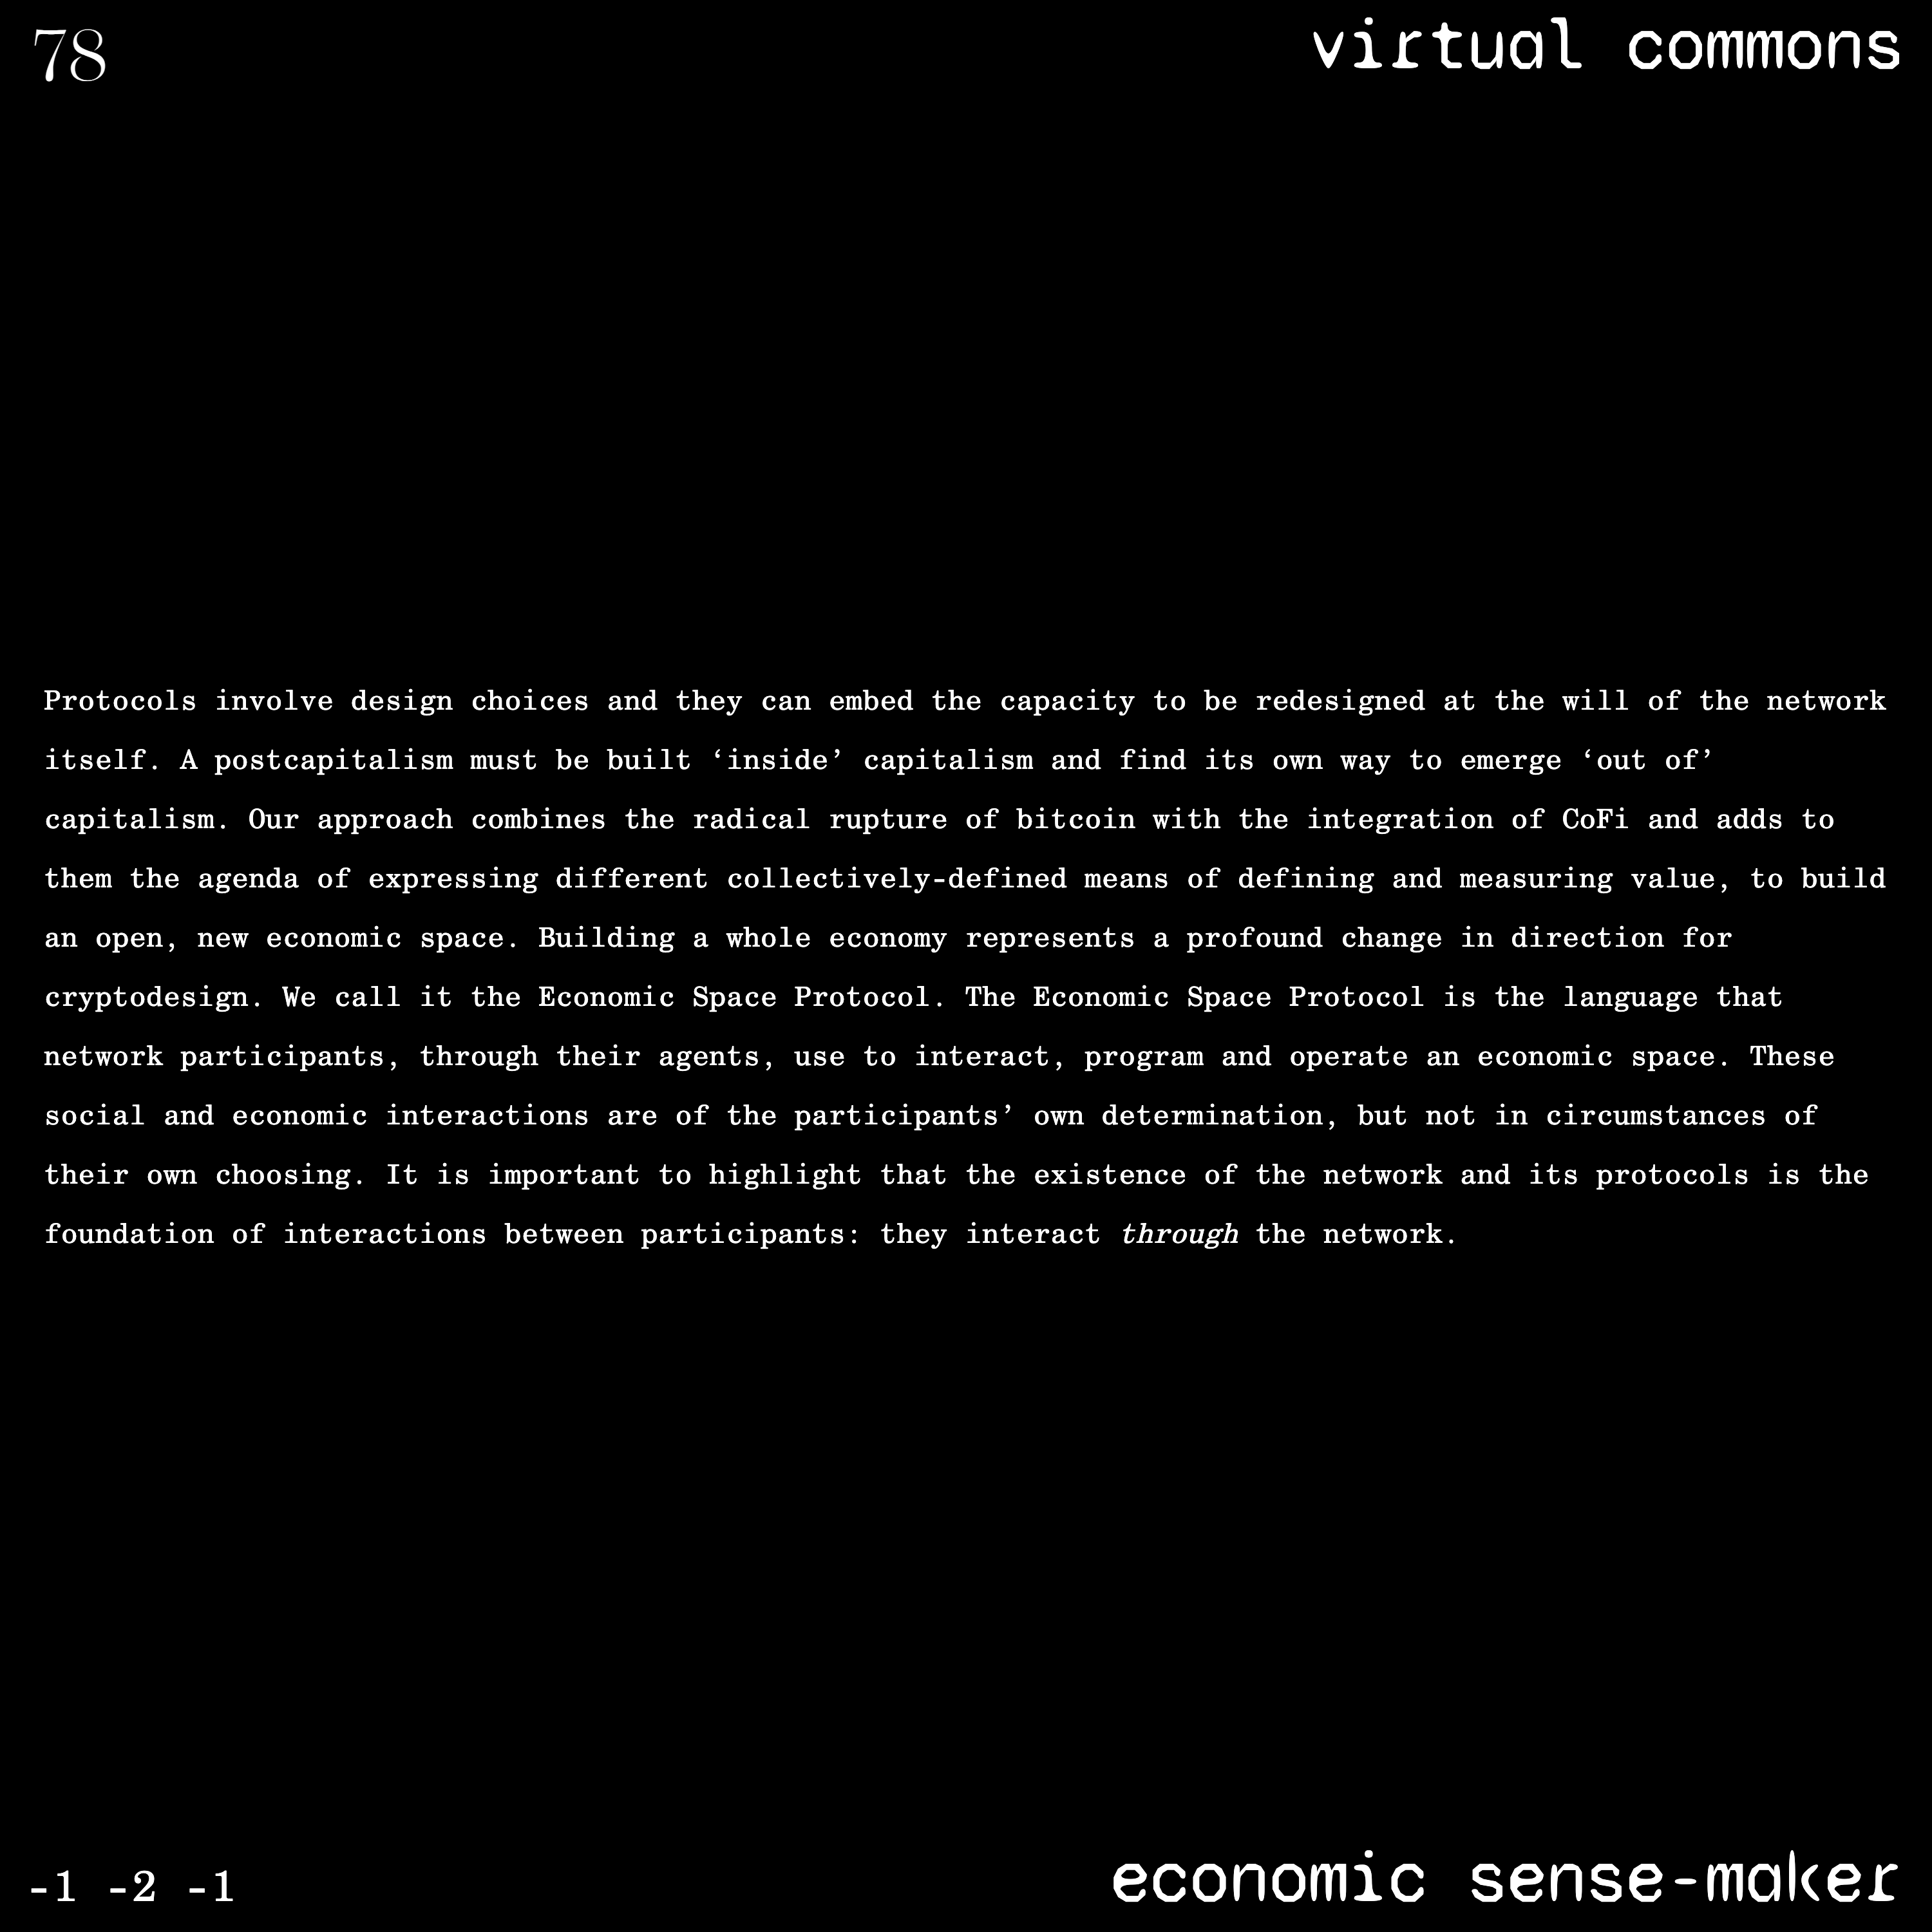 78
virtual commons
Protocols involve design choices and they can embed the capacity to be redesigned at the will of the network
itself. A postcapitalism must be built ‘inside’ capitalism and find its own way to emerge ‘out of’
capitalism. Our approach combines the radical rupture of bitcoin with the integration of CoFi and adds to
them the agenda of expressing different collectively-defined means of defining and measuring value, to build
an open, new economic space. Building a whole economy represents a profound change in direction for
cryptodesign. We call it the Economic Space Protocol. The Economic Space Protocol is the language that
network participants, through their agents, use to interact, program and operate an economic space. These
social and economic interactions are of the participants’ own determination, but not in circumstances of
their own choosing. It is important to highlight that the existence of the network and its protocols is the
foundation of interactions between participants: they interact through the network.
-1 -2 -1
economic sense-maker